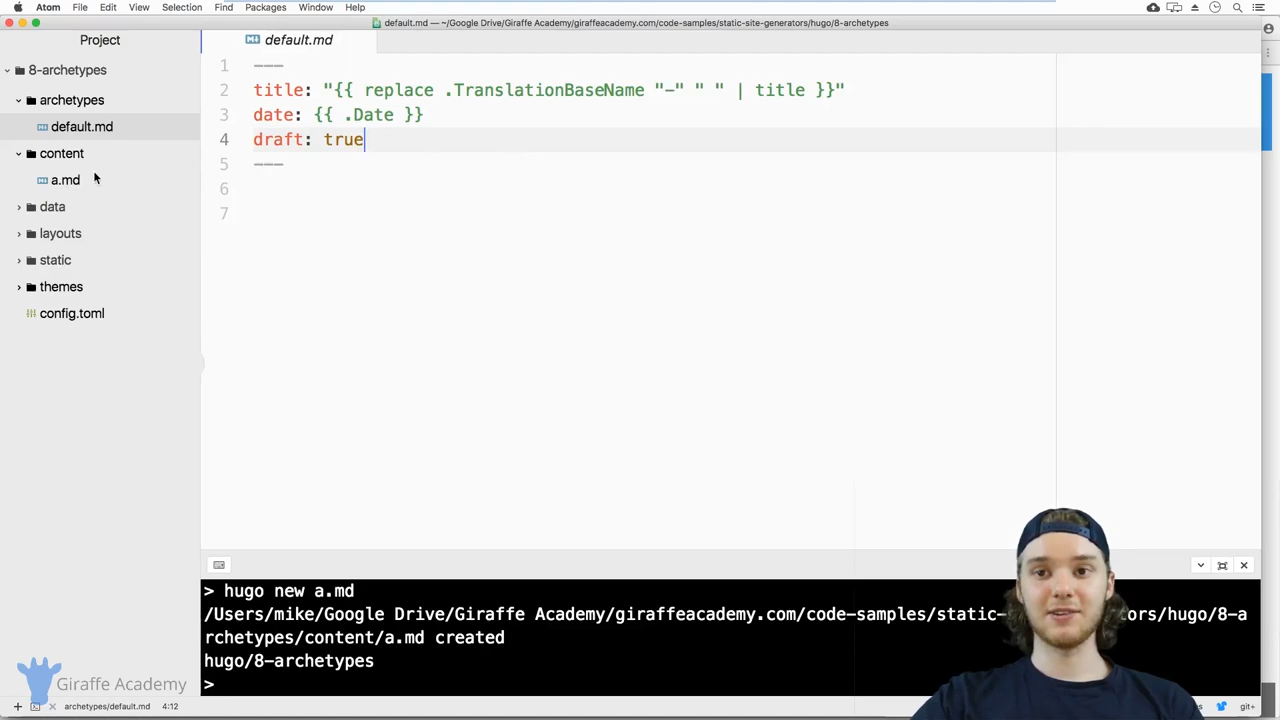 Atom File Edit View Selection Find Packages Window Help
default.md — ~/Google Drive/Giraffe Academy/giraffeacademy.com/code-samples/static-site-generators/hugo/8-archetypes
Project
default.md
8-archetypes
archetypes
default.md
content
a.md
data
layouts
static
themes
config.toml
1 ---
2 title: "{{ replace .TranslationBaseName "-" " " | title }}"
3 date: {{ .Date }}
4 draft: true
5 ---
6
7
> hugo new a.md
/Users/mike/Google Drive/Giraffe Academy/giraffeacademy.com/code-samples/static- ors/hugo/8-a
rchetypes/content/a.md created
hugo/8-archetypes
>
Giraffe Academy
archetypes/default.md 4:12
git+